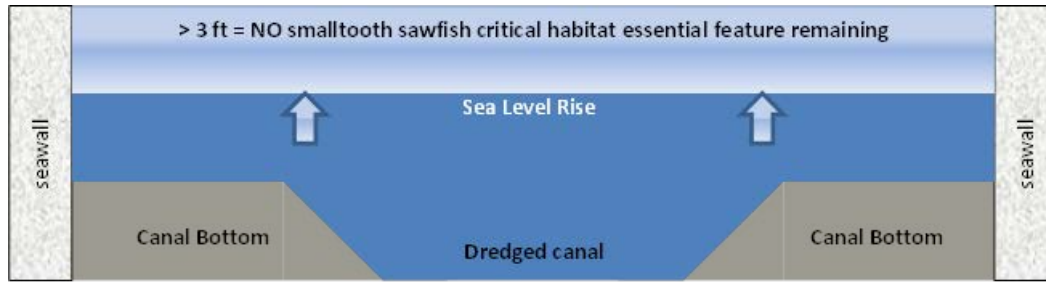 > 3 ft = NO smalltooth sawfish critical habitat essential feature remaining
Sea Level Rise
seawall
seawall
Canal Bottom
Canal Bottom
Dredged canal